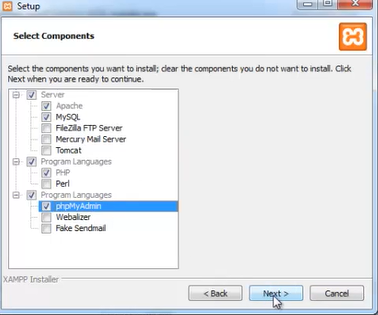 Setup
Select Components
Select the components you want to install; clear the components you do not want to install. Click
Next when you are ready to continue.
Server
Apache
MySQL
FileZilla FTP Server
Mercury Mail Server
Tomcat
Program Languages
PHP
Perl
Program Languages
phpMyAdmin
Webalizer
Fake Sendmail
XAMPP Installer
< Back
Next >
Cancel